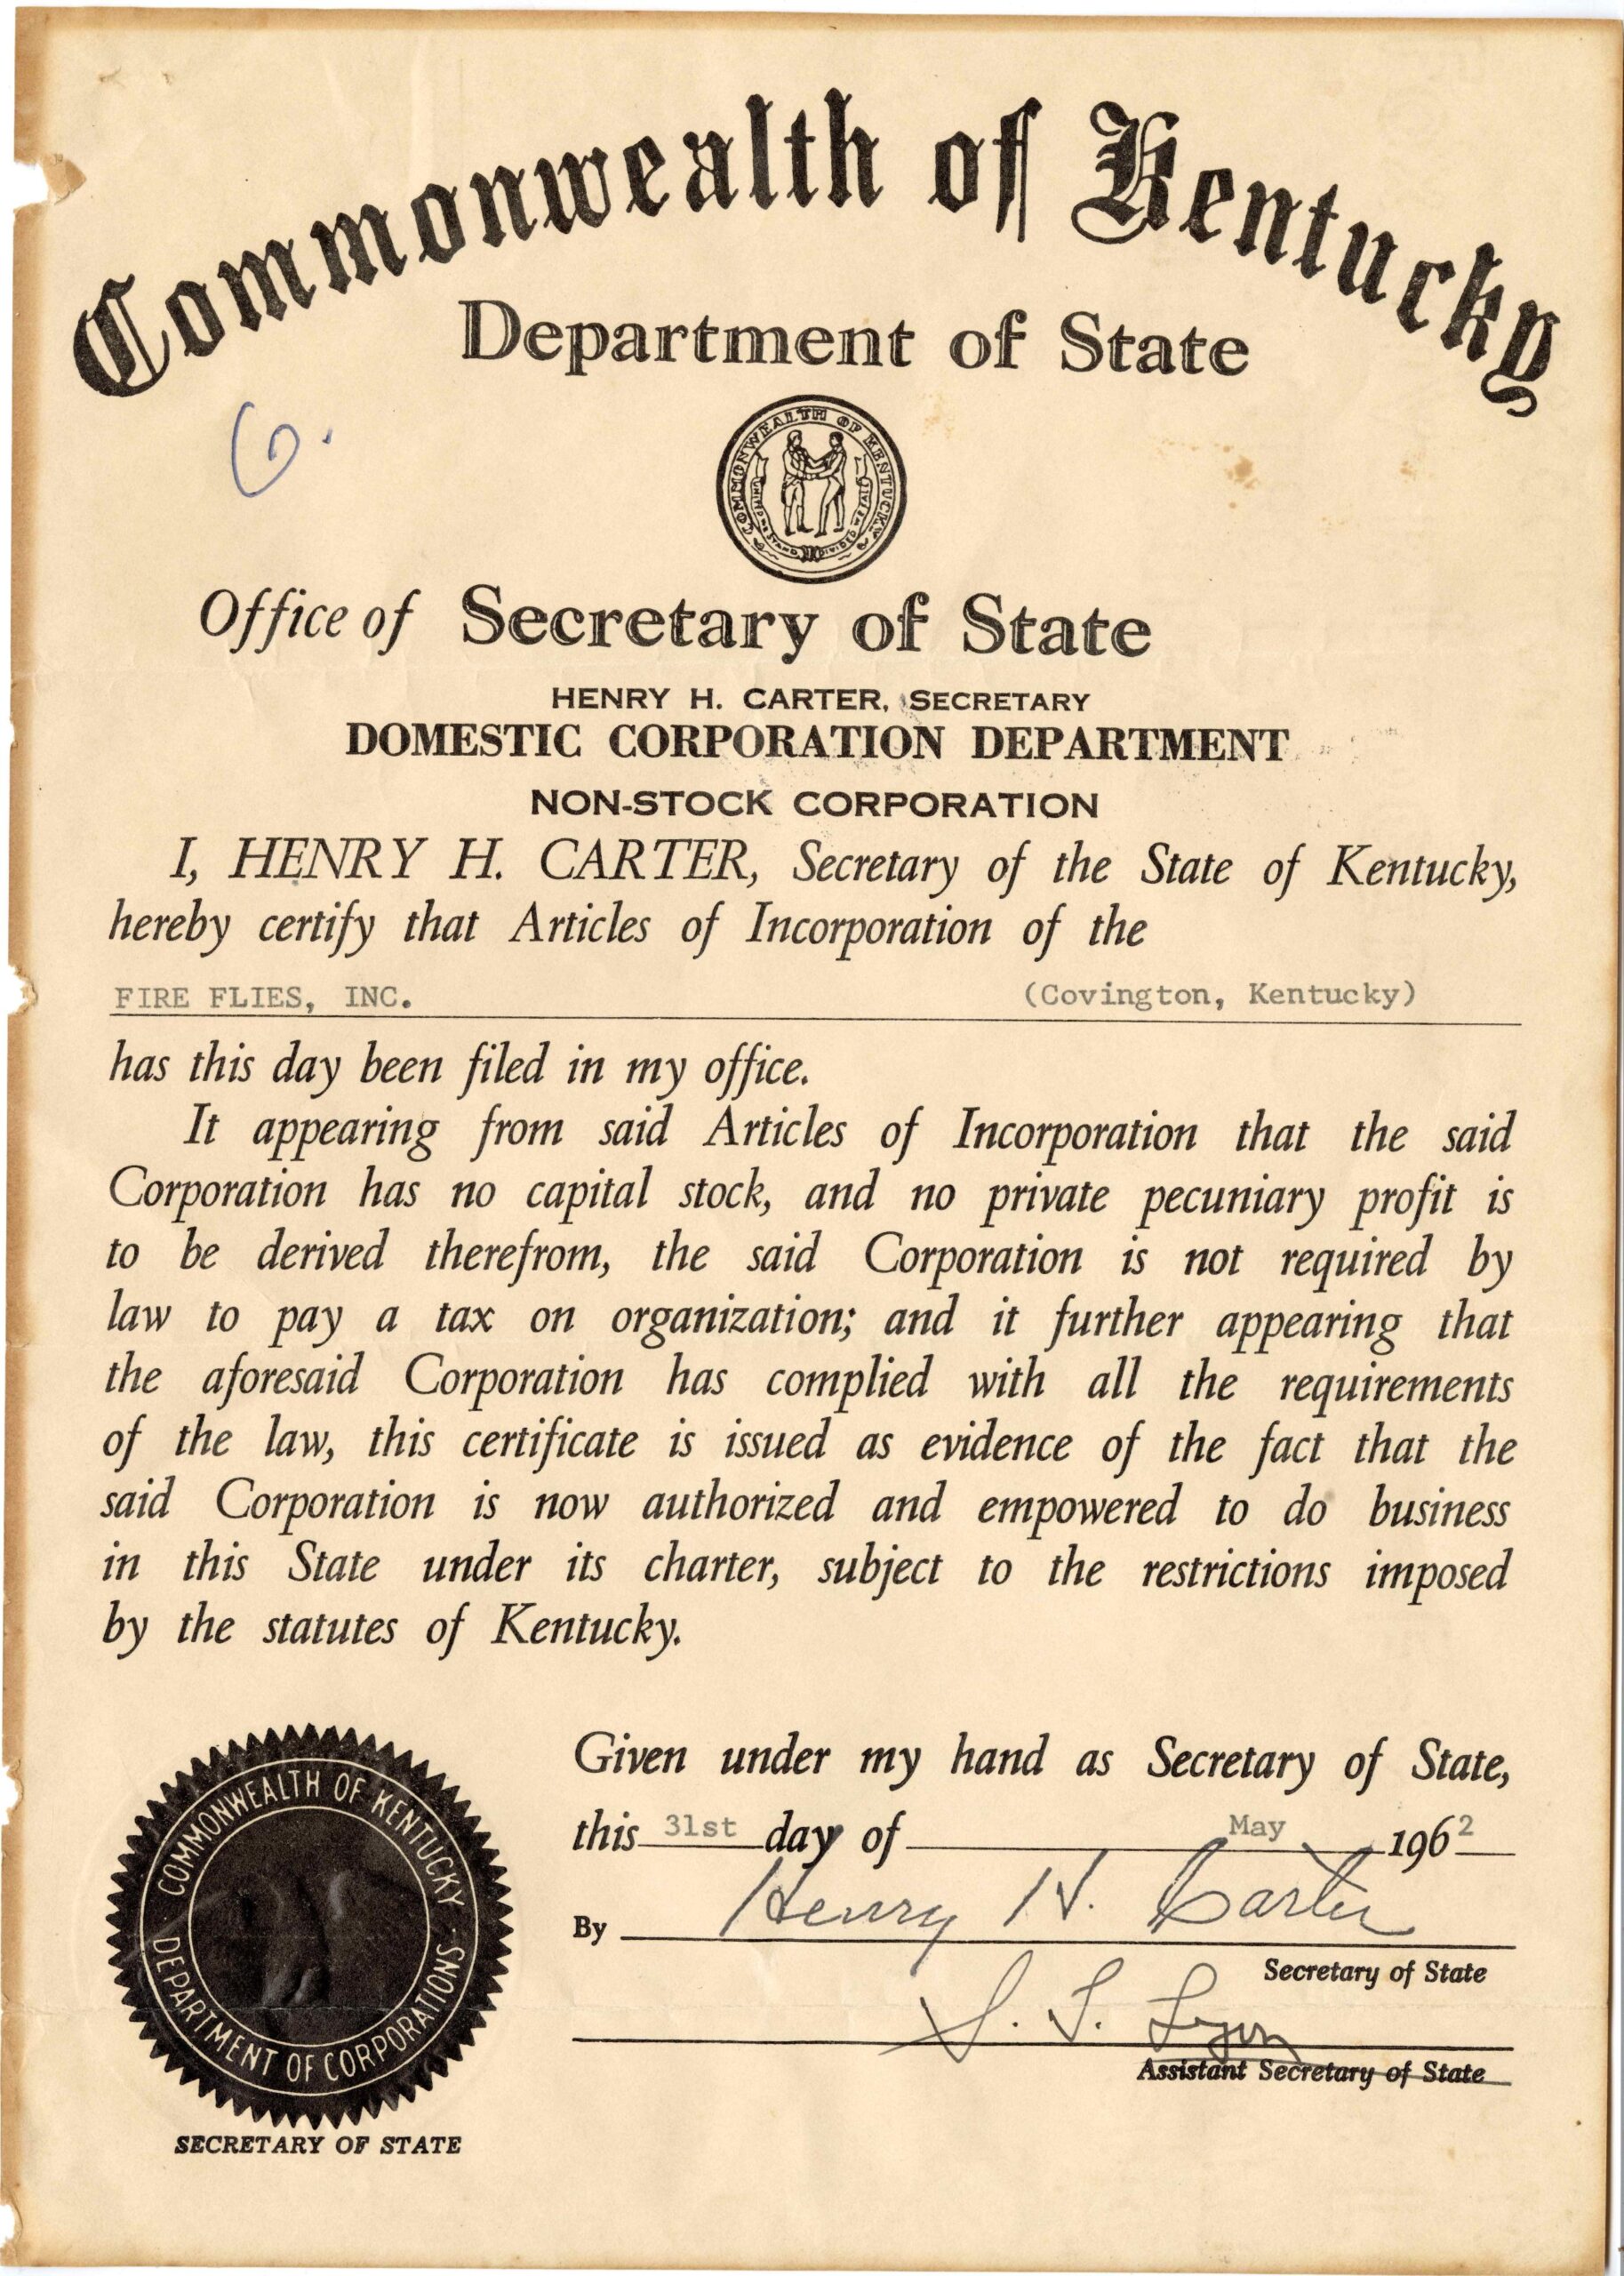 Commonwealth of Kentucky
Department of State
6.
COMMONWEALTH OF KENTUCKY
UNITED WE STAND DIVIDED WE FALL
Office of Secretary of State
HENRY H. CARTER, SECRETARY
DOMESTIC CORPORATION DEPARTMENT
NON-STOCK CORPORATION
I, HENRY H. CARTER, Secretary of the State of Kentucky,
hereby certify that Articles of Incorporation of the
FIRE FLIES, INC. (Covington, Kentucky)
has this day been filed in my office.
It appearing from said Articles of Incorporation that the said
Corporation has no capital stock, and no private pecuniary profit is
to be derived therefrom, the said Corporation is not required by
law to pay a tax on organization; and it further appearing that
the aforesaid Corporation has complied with all the requirements
of the law, this certificate is issued as evidence of the fact that the
said Corporation is now authorized and empowered to do business
in this State under its charter, subject to the restrictions imposed
by the statutes of Kentucky.
Given under my hand as Secretary of State,
this 31st day of May 1962
By Henry H. Carter
Secretary of State
S. S. Lyon
Assistant Secretary of State
COMMONWEALTH OF KENTUCKY
DEPARTMENT OF CORPORATIONS
SECRETARY OF STATE